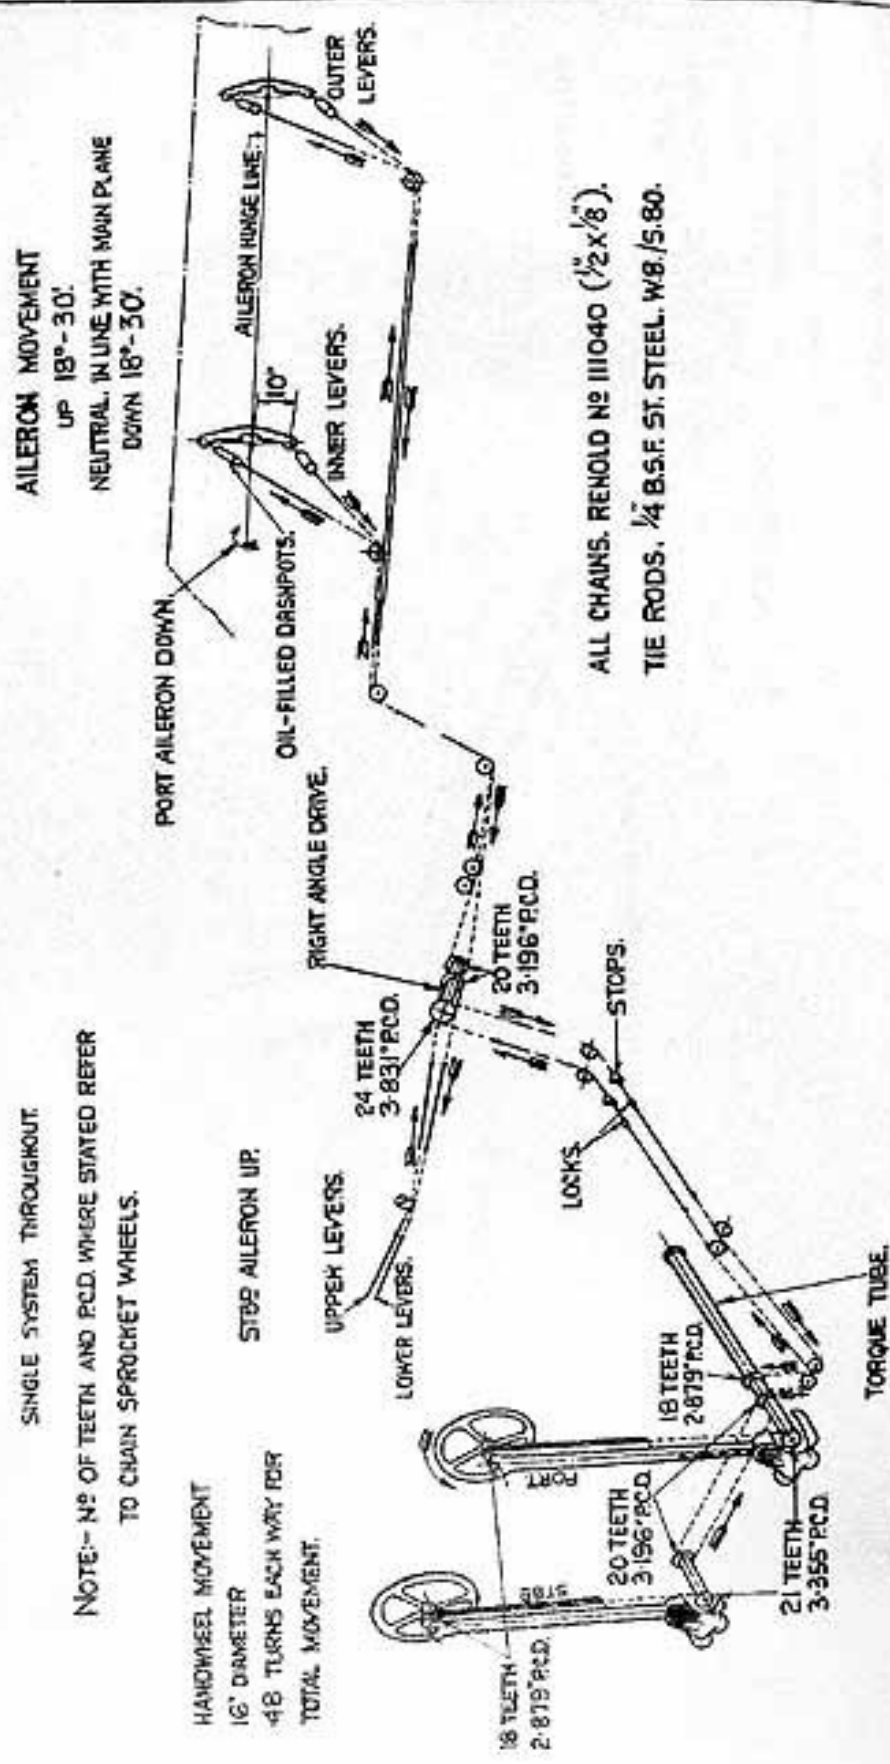 SINGLE SYSTEM THROUGHOUT.
NOTE:- Nº OF TEETH AND P.C.D. WHERE STATED REFER
TO CHAIN SPROCKET WHEELS.
AILERON MOVEMENT
UP 18°-30'.
NEUTRAL. IN LINE WITH MAIN PLANE
DOWN 18°-30'.
HANDWHEEL MOVEMENT
16" DIAMETER
·48 TURNS EACH WAY FOR
TOTAL MOVEMENT.
STBD AILERON UP.
PORT AILERON DOWN.
AILERON HINGE LINE.
OUTER
LEVERS.
10"
INNER LEVERS.
OIL-FILLED DASHPOTS.
RIGHT ANGLE DRIVE.
UPPER LEVERS.
LOWER LEVERS.
24 TEETH
3·831" P.C.D.
20 TEETH
3·196" P.C.D.
STOPS.
LOCKS.
ALL CHAINS. RENOLD Nº 111040 (½"X⅛").
TIE RODS. ¼" B.S.F. ST. STEEL. W.B./S.80.
PORT
STBD
18 TEETH
2·879" P.C.D.
20 TEETH
3·196" P.C.D.
18 TEETH
2·879" P.C.D.
21 TEETH
3·355" P.C.D.
TORQUE TUBE.